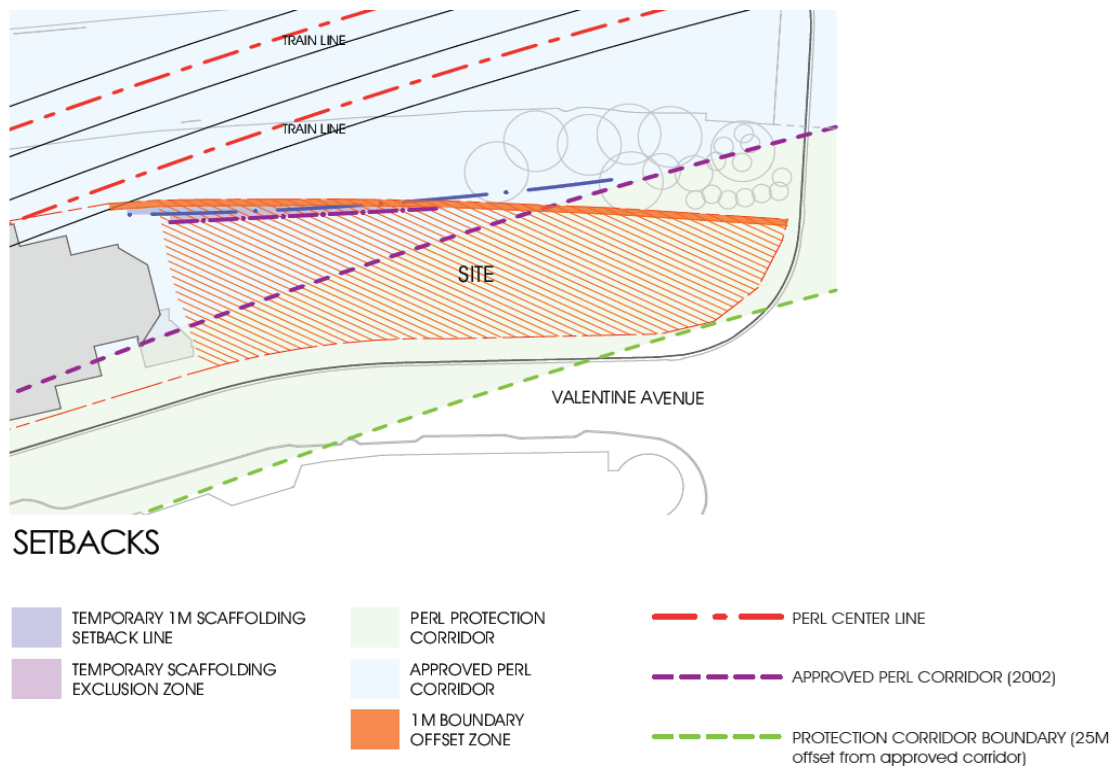 TRAIN LINE
TRAIN LINE
SITE
VALENTINE AVENUE
SETBACKS
TEMPORARY 1M SCAFFOLDING
SETBACK LINE
TEMPORARY SCAFFOLDING
EXCLUSION ZONE
PERL PROTECTION
CORRIDOR
APPROVED PERL
CORRIDOR
1M BOUNDARY
OFFSET ZONE
PERL CENTER LINE
APPROVED PERL CORRIDOR (2002)
PROTECTION CORRIDOR BOUNDARY (25M
offset from approved corridor)